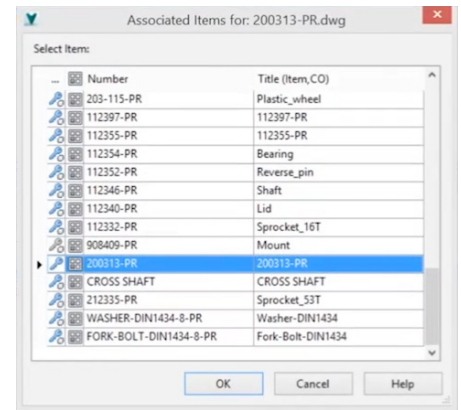 Associated Items for: 200313-PR.dwg
Select Item:
... Number Title (Item,CO)
203-115-PR Plastic_wheel
112397-PR 112397-PR
112355-PR 112355-PR
112354-PR Bearing
112352-PR Reverse_pin
112346-PR Shaft
112340-PR Lid
112332-PR Sprocket_16T
908409-PR Mount
200313-PR 200313-PR
CROSS SHAFT CROSS SHAFT
212335-PR Sprocket_53T
WASHER-DIN1434-8-PR Washer-DIN1434
FORK-BOLT-DIN1434-8-PR Fork-Bolt-DIN1434
OK Cancel Help